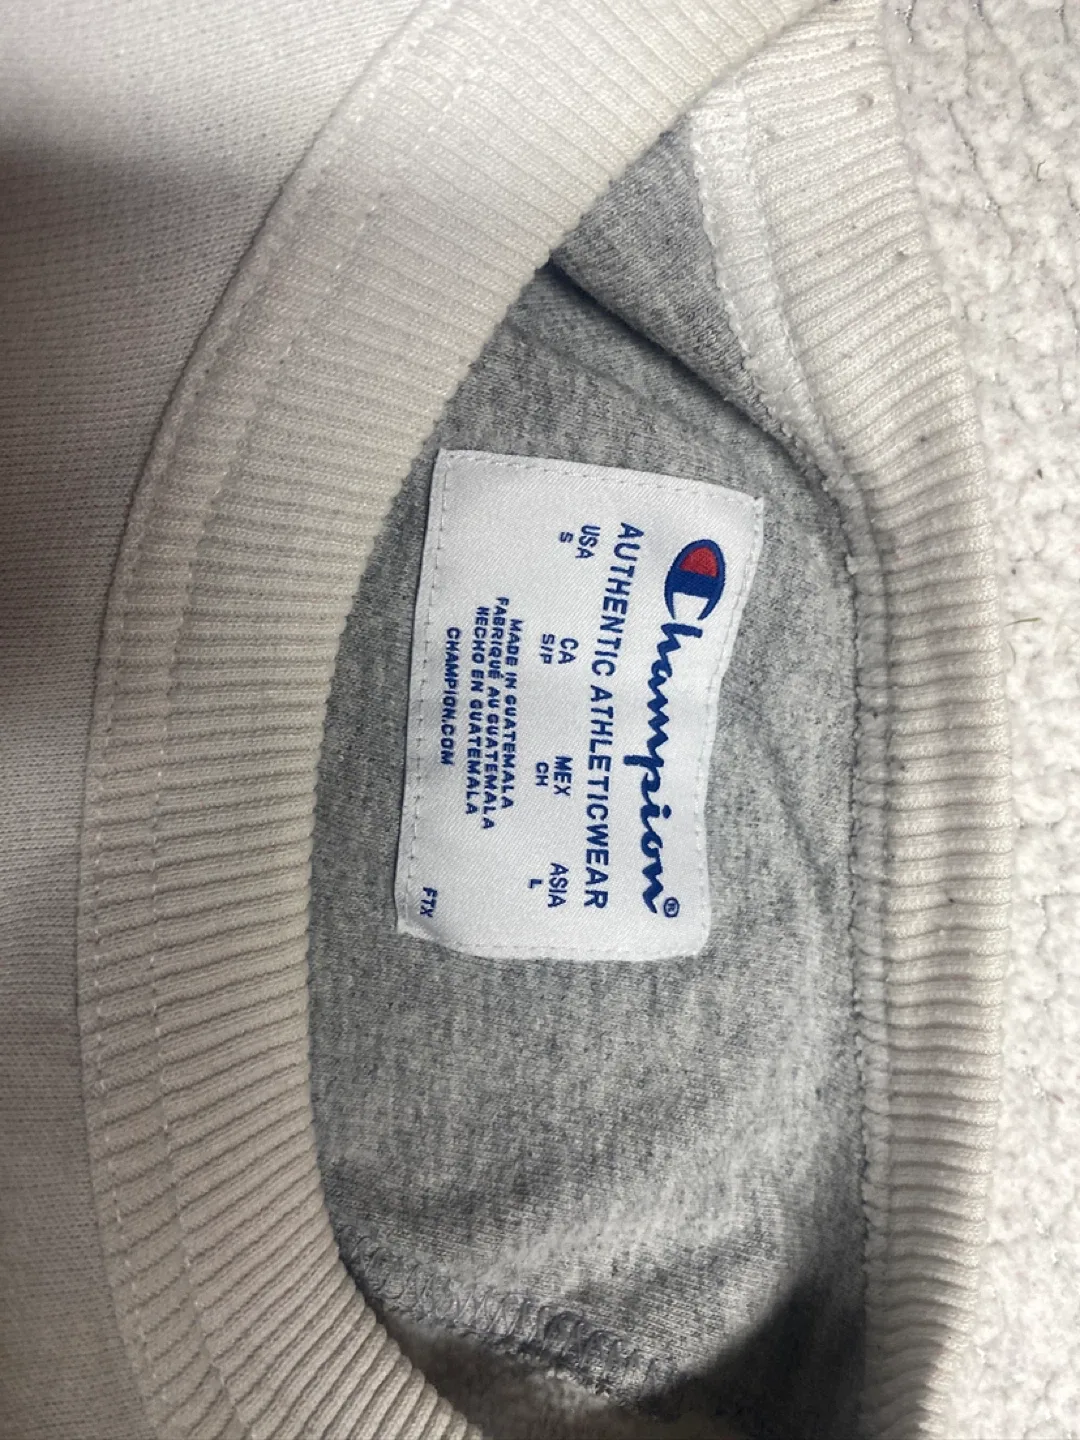 Champion®
AUTHENTIC ATHLETICWEAR
USA CA MEX ASIA
S S/P CH L
MADE IN GUATEMALA
FABRIQUÉ AU GUATEMALA
HECHO EN GUATEMALA
CHAMPION.COM
FTX